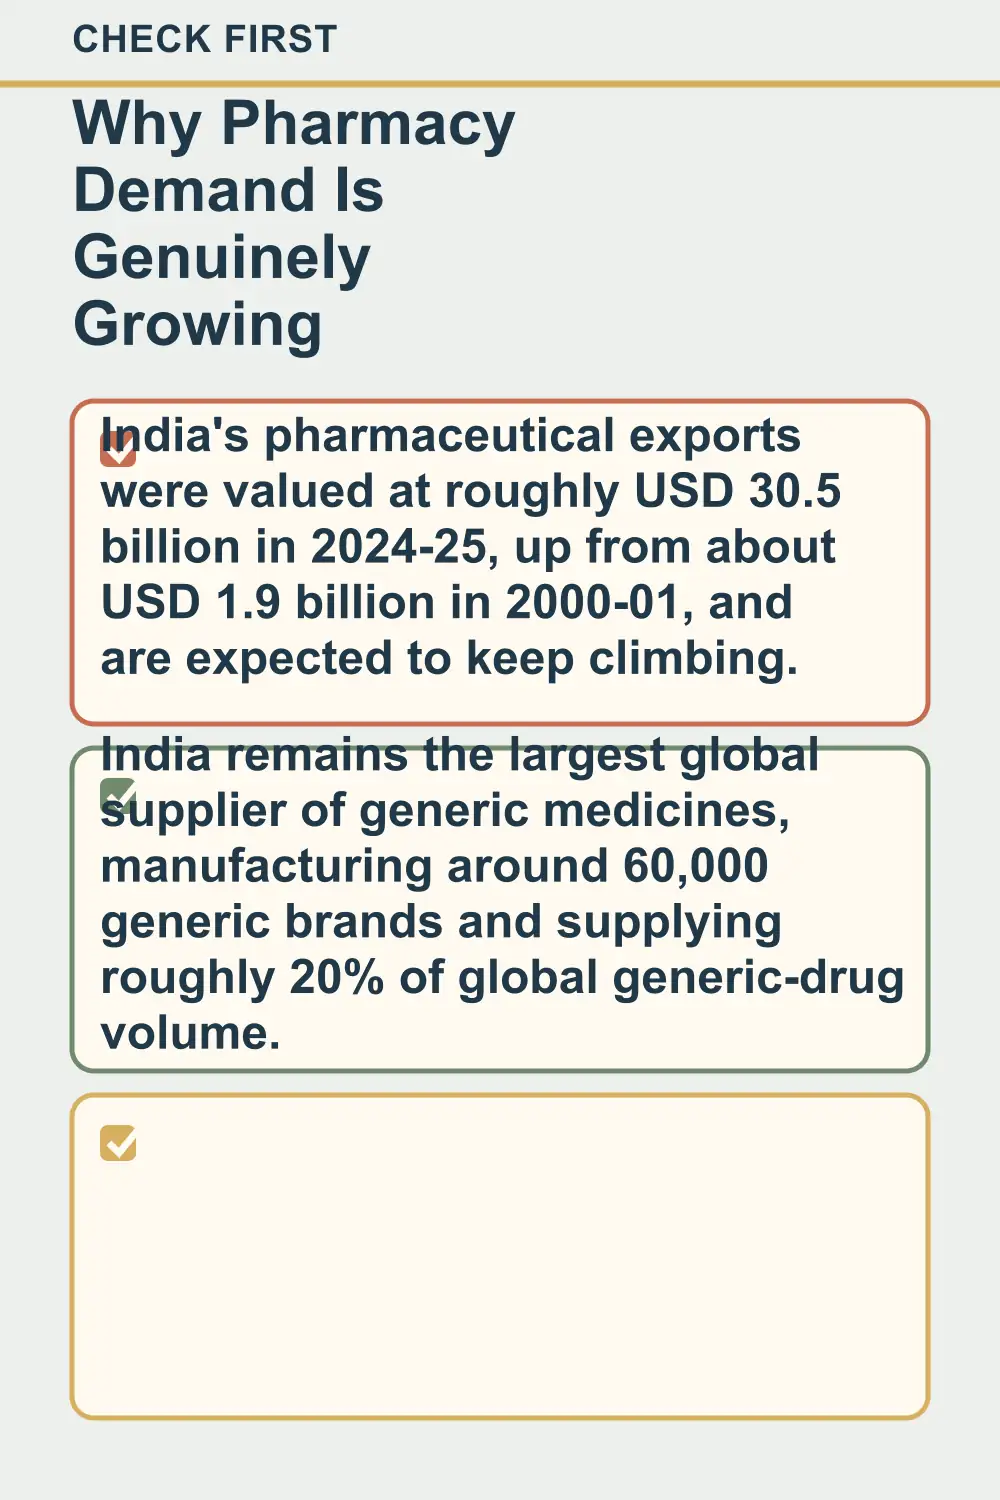 CHECK FIRST
Why Pharmacy
Demand Is
Genuinely
Growing
India's pharmaceutical exports
were valued at roughly USD 30.5
billion in 2024-25, up from about
USD 1.9 billion in 2000-01, and
are expected to keep climbing.
India remains the largest global
supplier of generic medicines,
manufacturing around 60,000
generic brands and supplying
roughly 20% of global generic-drug
volume.